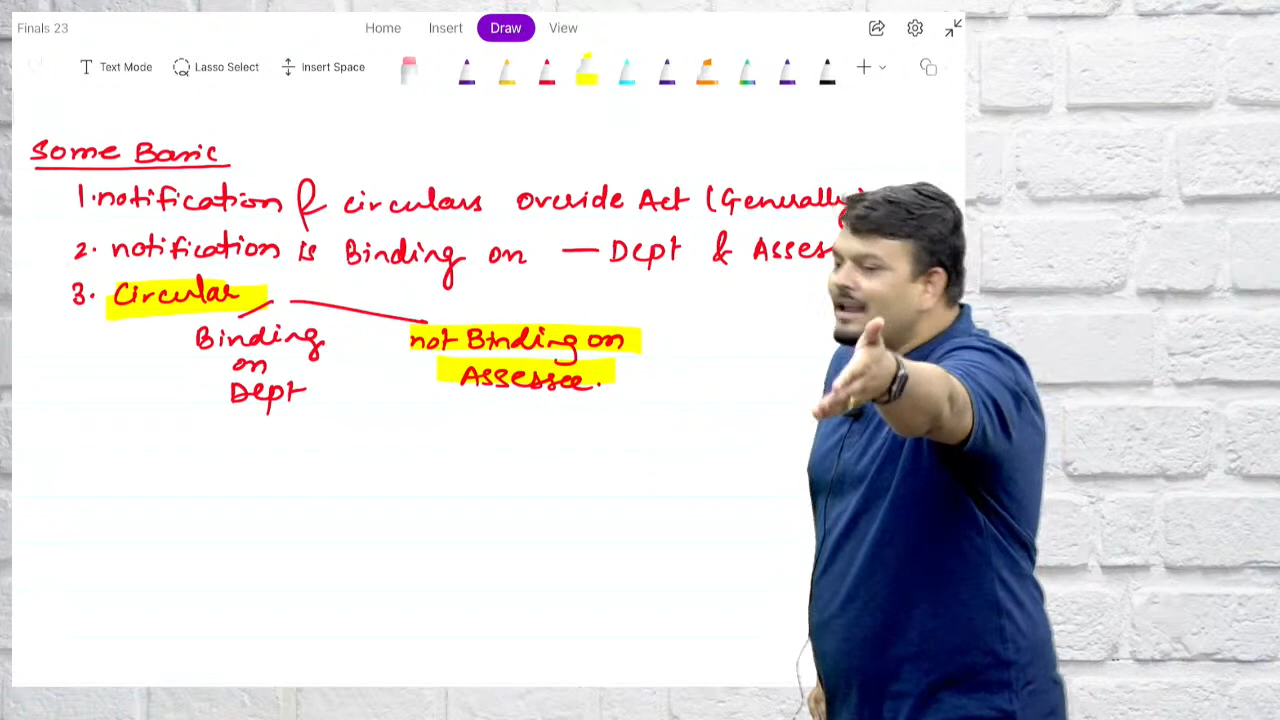 Finals 23
Home Insert Draw View
Text Mode Lasso Select Insert Space
Some Basic
1. notification & circulars override Act (Generally)
2. notification is Binding on — Dept & Asses
3. Circular
Binding on Dept
not Binding on Assessee.